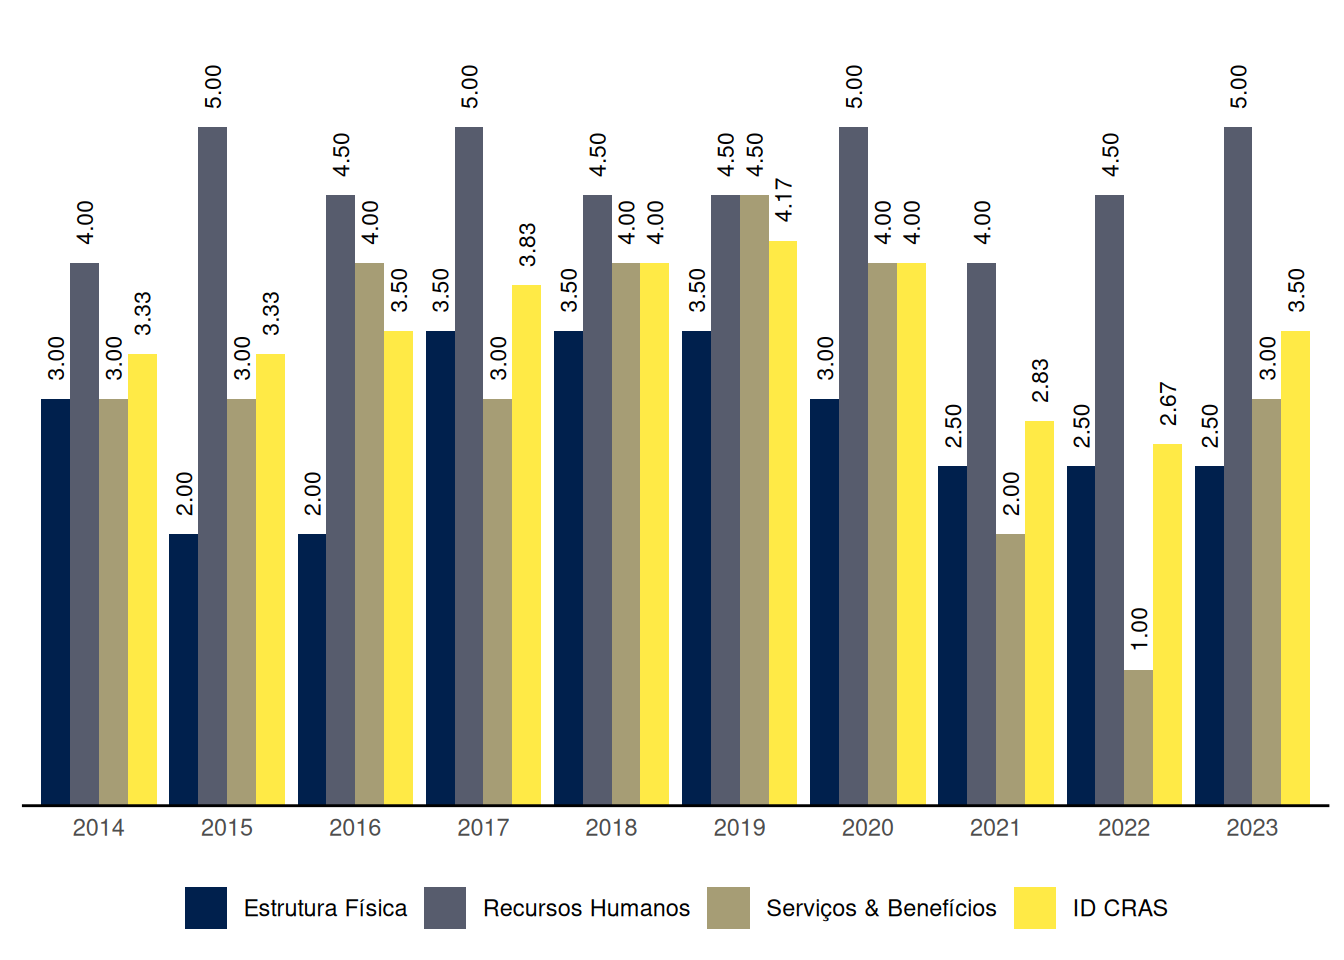 5.00 5.00 5.00 5.00
4.50 4.50 4.50 4.50 4.50
4.17
4.00 4.00 4.00 4.00 4.00 4.00 4.00
3.83
3.50 3.50 3.50 3.50 3.50
3.33 3.33
3.00 3.00 3.00 3.00 3.00 3.00
2.83
2.67
2.50 2.50 2.50
2.00 2.00 2.00
1.00
2014 2015 2016 2017 2018 2019 2020 2021 2022 2023
Estrutura Física Recursos Humanos Serviços & Benefícios ID CRAS